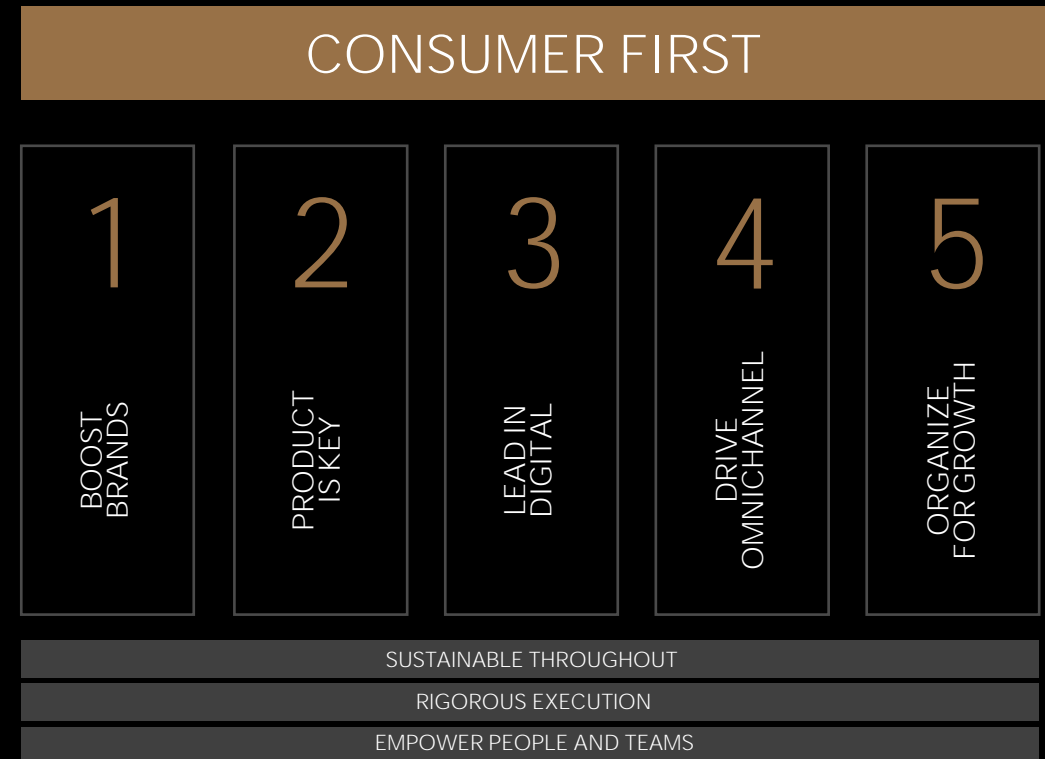 CONSUMER FIRST
1
BOOST
BRANDS
2
PRODUCT
IS KEY
3
LEAD IN
DIGITAL
4
DRIVE
OMNICHANNEL
5
ORGANIZE
FOR GROWTH
SUSTAINABLE THROUGHOUT
RIGOROUS EXECUTION
EMPOWER PEOPLE AND TEAMS